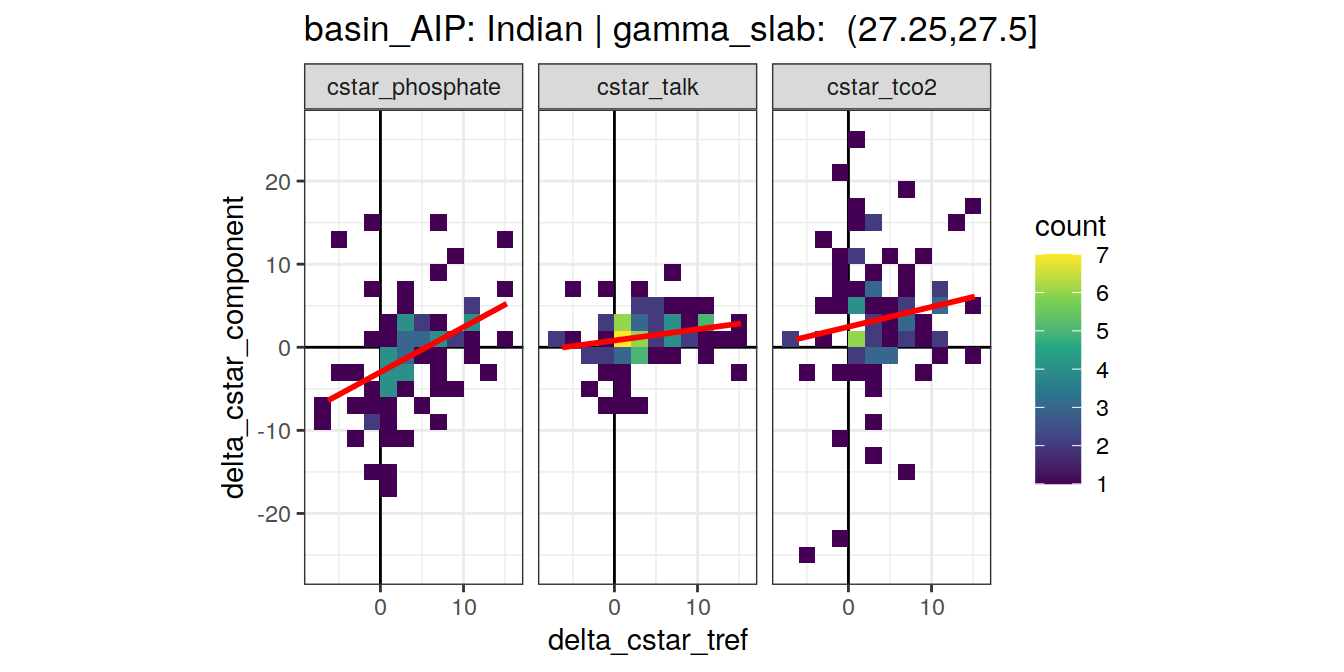 basin_AIP: Indian | gamma_slab:  (27.25,27.5]
cstar_phosphate
cstar_talk
cstar_tco2
delta_cstar_component
20
10
0
-10
-20
0
10
0
10
0
10
delta_cstar_tref
count
7
6
5
4
3
2
1